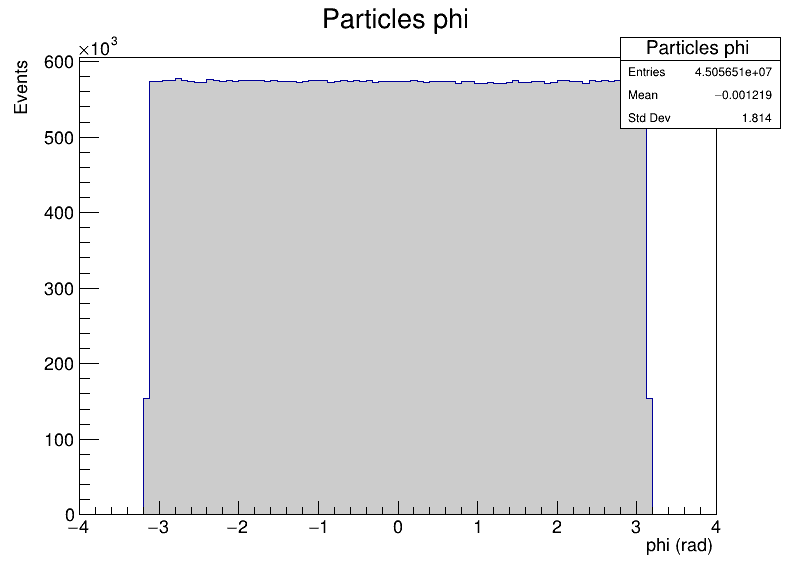 Particles phi
×10³
Events
600
500
400
300
200
100
0
−4
−3
−2
−1
0
1
2
3
4
phi (rad)
Particles phi
Entries 4.505651e+07
Mean −0.001219
Std Dev 1.814